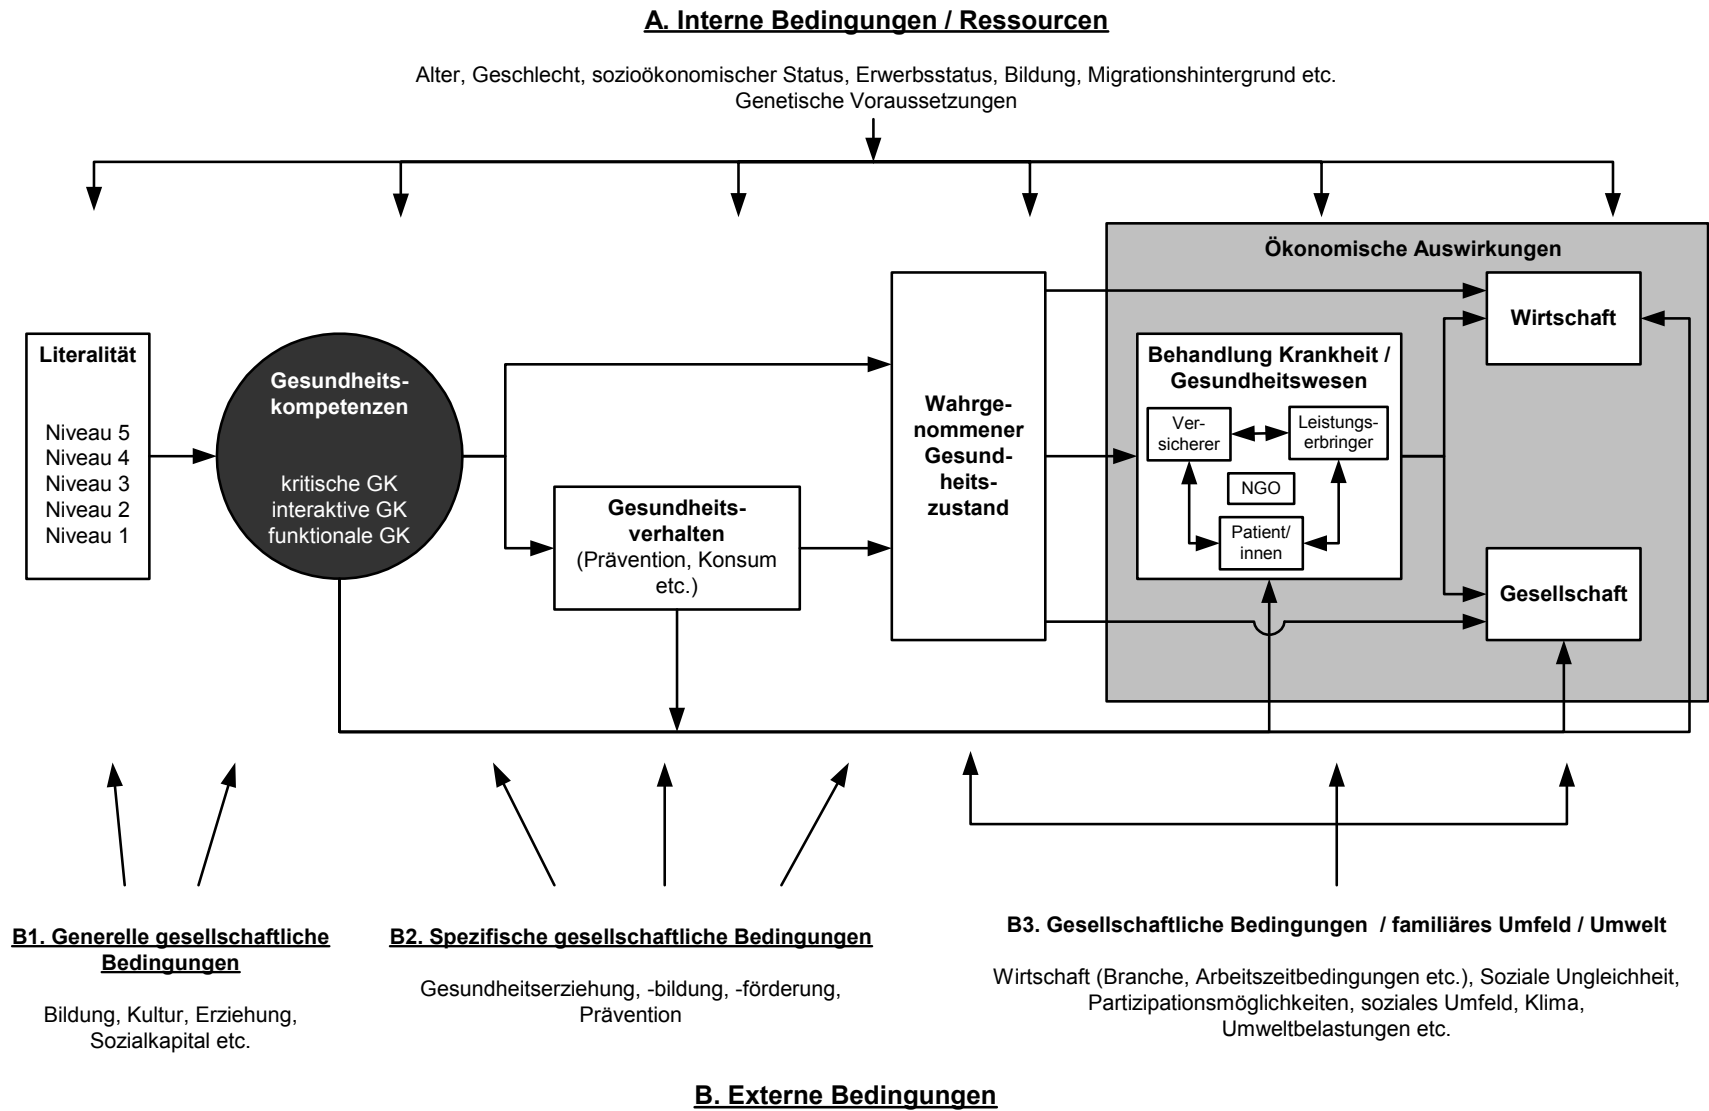 A. Interne Bedingungen / Ressourcen
Alter, Geschlecht, sozioökonomischer Status, Erwerbsstatus, Bildung, Migrationshintergrund etc.
Genetische Voraussetzungen
Literalität
Niveau 5
Niveau 4
Niveau 3
Niveau 2
Niveau 1
Gesundheits-
kompetenzen
kritische GK
interaktive GK
funktionale GK
Gesundheits-
verhalten
(Prävention, Konsum
etc.)
Wahrge-
nommener
Gesund-
heits-
zustand
Ökonomische Auswirkungen
Behandlung Krankheit /
Gesundheitswesen
Ver-
sicherer
Leistungs-
erbringer
NGO
Patient/
innen
Wirtschaft
Gesellschaft
B1. Generelle gesellschaftliche
Bedingungen
Bildung, Kultur, Erziehung,
Sozialkapital etc.
B2. Spezifische gesellschaftliche Bedingungen
Gesundheitserziehung, -bildung, -förderung,
Prävention
B3. Gesellschaftliche Bedingungen / familiäres Umfeld / Umwelt
Wirtschaft (Branche, Arbeitszeitbedingungen etc.), Soziale Ungleichheit,
Partizipationsmöglichkeiten, soziales Umfeld, Klima,
Umweltbelastungen etc.
B. Externe Bedingungen